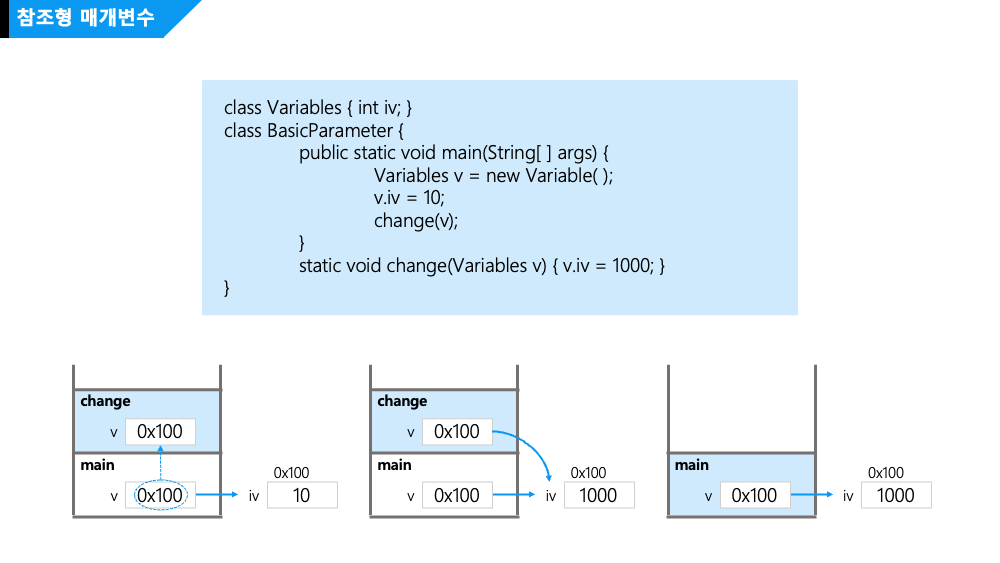 참조형 매개변수
class Variables { int iv; }
class BasicParameter {
public static void main(String[ ] args) {
Variables v = new Variable( );
v.iv = 10;
change(v);
}
static void change(Variables v) { v.iv = 1000; }
}
change
v 0x100
main
v 0x100
0x100
iv 10
change
v 0x100
main
v 0x100
0x100
iv 1000
main
v 0x100
0x100
iv 1000